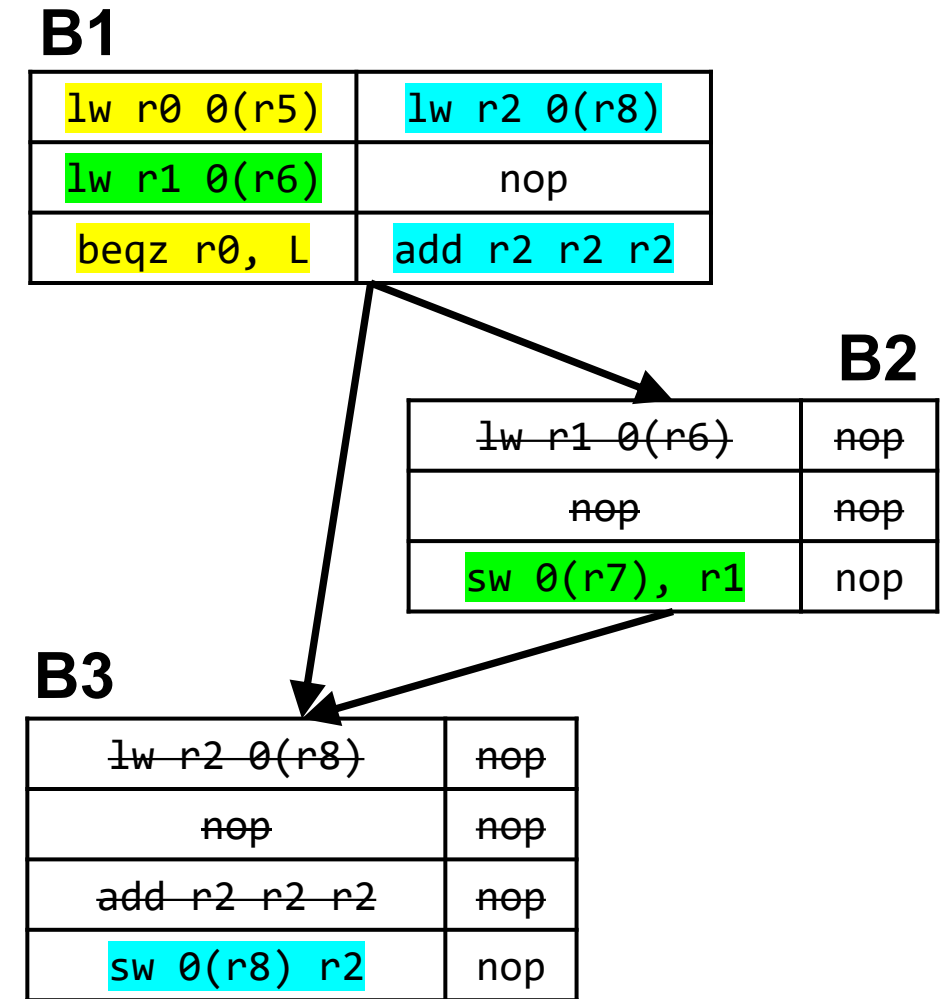 B1
lw r0 0(r5) lw r2 0(r8)
lw r1 0(r6) nop
beqz r0, L add r2 r2 r2
B2
lw r1 0(r6) nop
nop nop
sw 0(r7), r1 nop
B3
lw r2 0(r8) nop
nop nop
add r2 r2 r2 nop
sw 0(r8) r2 nop